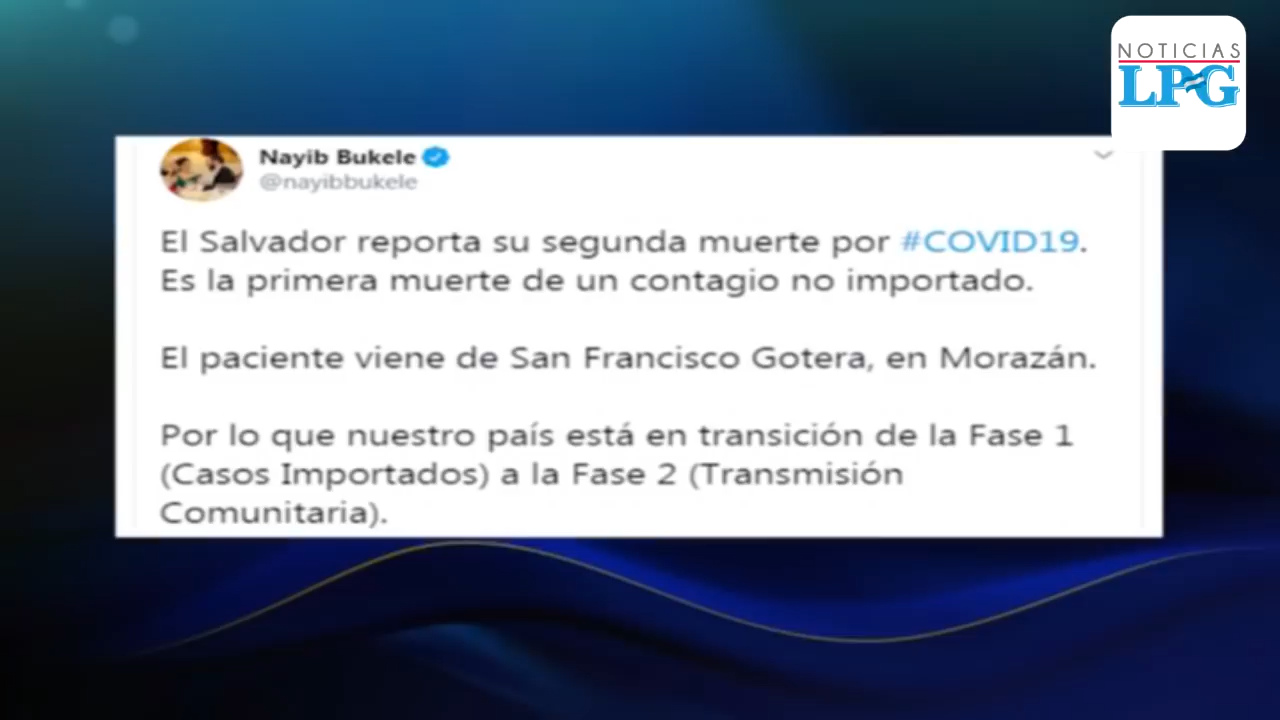 NOTICIAS
LPG
Nayib Bukele
@nayibbukele
El Salvador reporta su segunda muerte por #COVID19.
Es la primera muerte de un contagio no importado.
El paciente viene de San Francisco Gotera, en Morazán.
Por lo que nuestro país está en transición de la Fase 1
(Casos Importados) a la Fase 2 (Transmisión
Comunitaria).